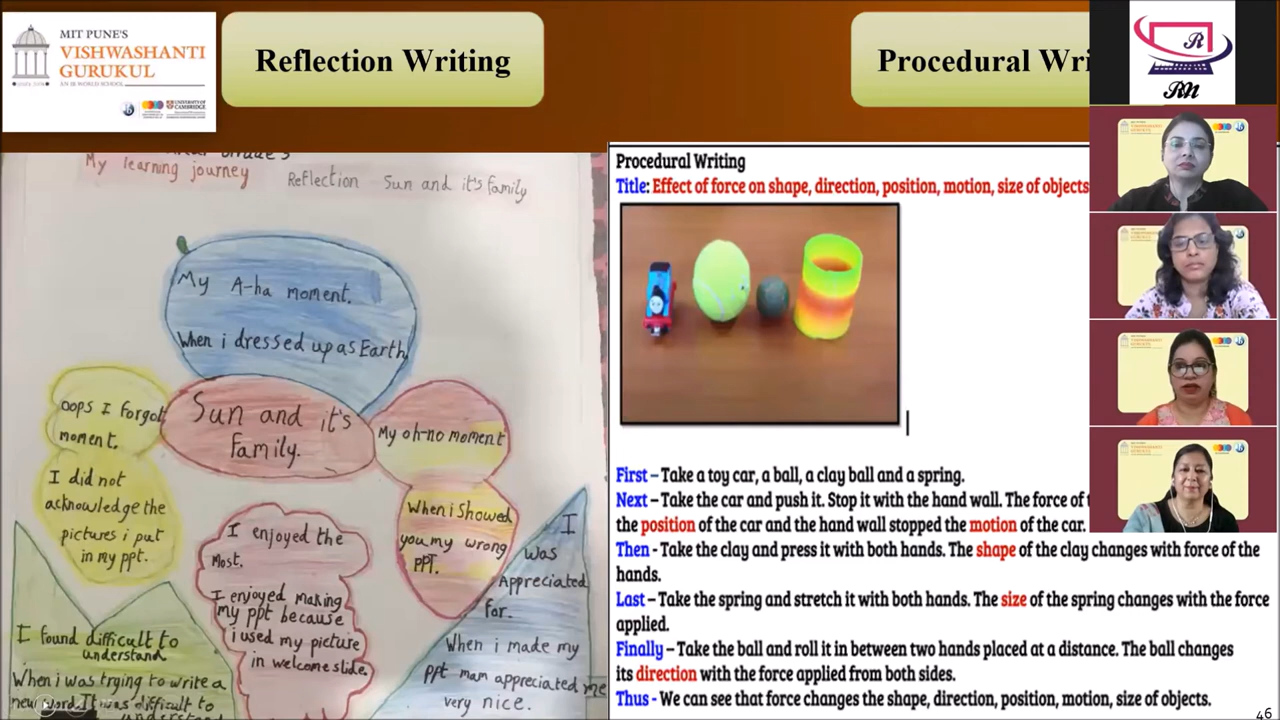 MIT PUNE'S
VISHWASHANTI
GURUKUL
AN IB WORLD SCHOOL
UNIVERSITY OF
CAMBRIDGE
Reflection Writing
Procedural Wri
R
RN
My learning journey
Reflection Sun and it's family
My A-ha moment.
When i dressed up as Earth
Sun and it's
Family.
oops I forgot
moment.
I did not
acknowledge the
pictures i put
in my ppt.
My oh-no moment
When i Showed
you my wrong
PPT.
I enjoyed the
Most.
I enjoyed making
my ppt because
i used my picture
in welcome slide.
I found difficult to
understand
When i was trying to write a
new word. It was difficult to
understand
I
was
Appreciated
for.
When i made my
ppt mam appreciated me
very nice.
Procedural Writing
Title: Effect of force on shape, direction, position, motion, size of objects
First – Take a toy car, a ball, a clay ball and a spring.
Next – Take the car and push it. Stop it with the hand wall. The force of
the position of the car and the hand wall stopped the motion of the car.
Then - Take the clay and press it with both hands. The shape of the clay changes with force of the
hands.
Last – Take the spring and stretch it with both hands. The size of the spring changes with the force
applied.
Finally – Take the ball and roll it in between two hands placed at a distance. The ball changes
its direction with the force applied from both sides.
Thus - We can see that force changes the shape, direction, position, motion, size of objects.
46